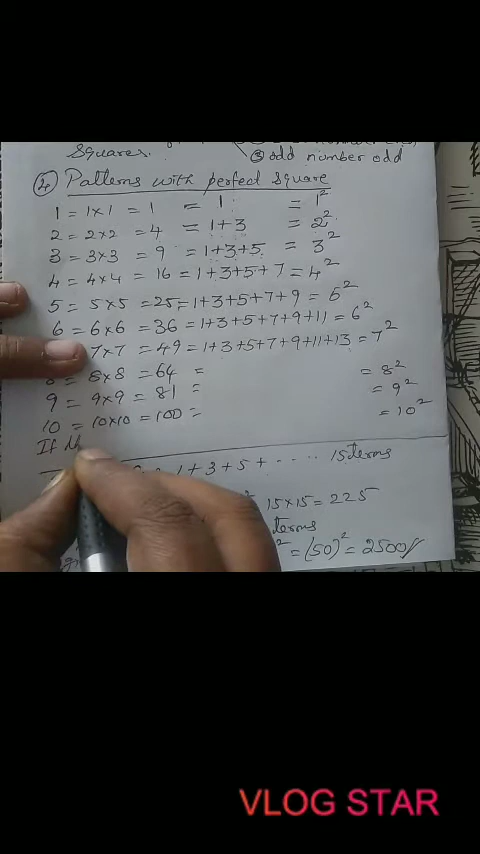 Squares.
③ odd number odd
④ Patterns with perfect square
1 = 1×1 = 1 = 1 = 1²
2 = 2×2 = 4 = 1+3 = 2²
3 = 3×3 = 9 = 1+3+5 = 3²
4 = 4×4 = 16 = 1+3+5+7 = 4²
5 = 5×5 = 25 = 1+3+5+7+9 = 5²
6 = 6×6 = 36 = 1+3+5+7+9+11 = 6²
7×7 = 49 = 1+3+5+7+9+11+13 = 7²
8 = 8×8 = 64 = = 8²
9 = 9×9 = 81 = = 9²
10 = 10×10 = 100 = = 10²
If
1+3+5+ ..... 15 terms
15×15 = 225
terms
² = (50)² = 2500
VLOG STAR